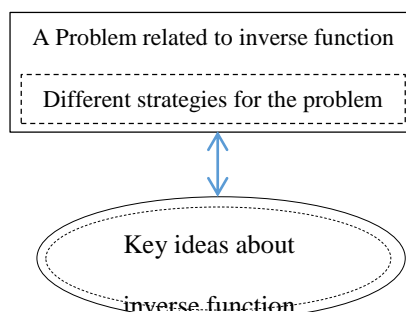 A Problem related to inverse function
Different strategies for the problem
Key ideas about
inverse function